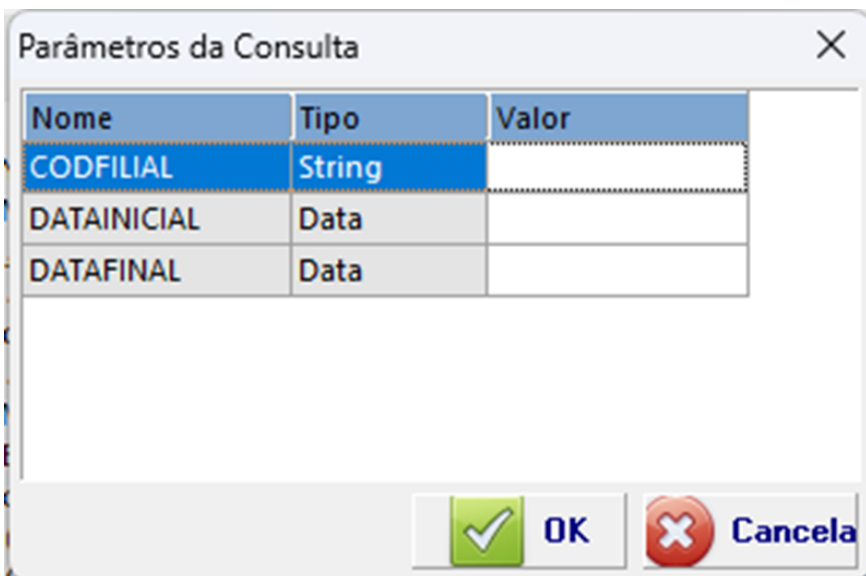 Parâmetros da Consulta
Nome Tipo Valor
CODFILIAL String
DATAINICIAL Data
DATAFINAL Data
OK Cancela